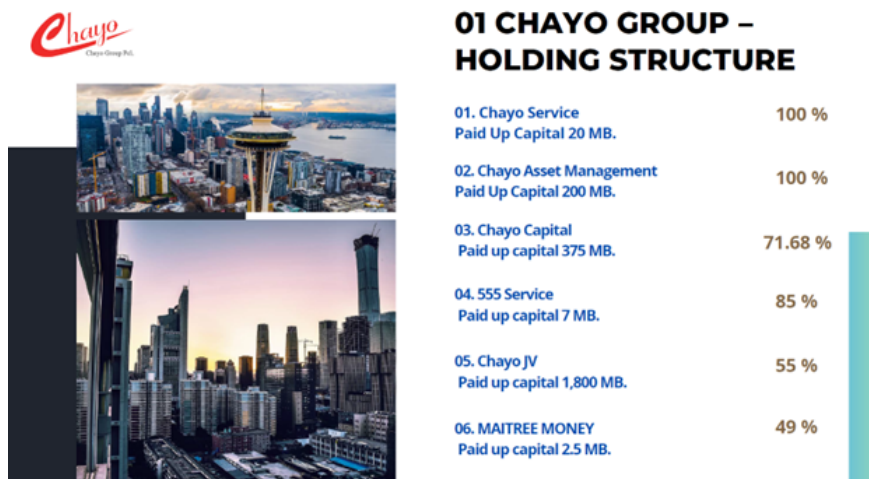 Chayo
Chayo Group Pcl.
01 CHAYO GROUP –
HOLDING STRUCTURE
01. Chayo Service
Paid Up Capital 20 MB.
100 %
02. Chayo Asset Management
Paid Up Capital 200 MB.
100 %
03. Chayo Capital
Paid up capital 375 MB.
71.68 %
04. 555 Service
Paid up capital 7 MB.
85 %
05. Chayo JV
Paid up capital 1,800 MB.
55 %
06. MAITREE MONEY
Paid up capital 2.5 MB.
49 %